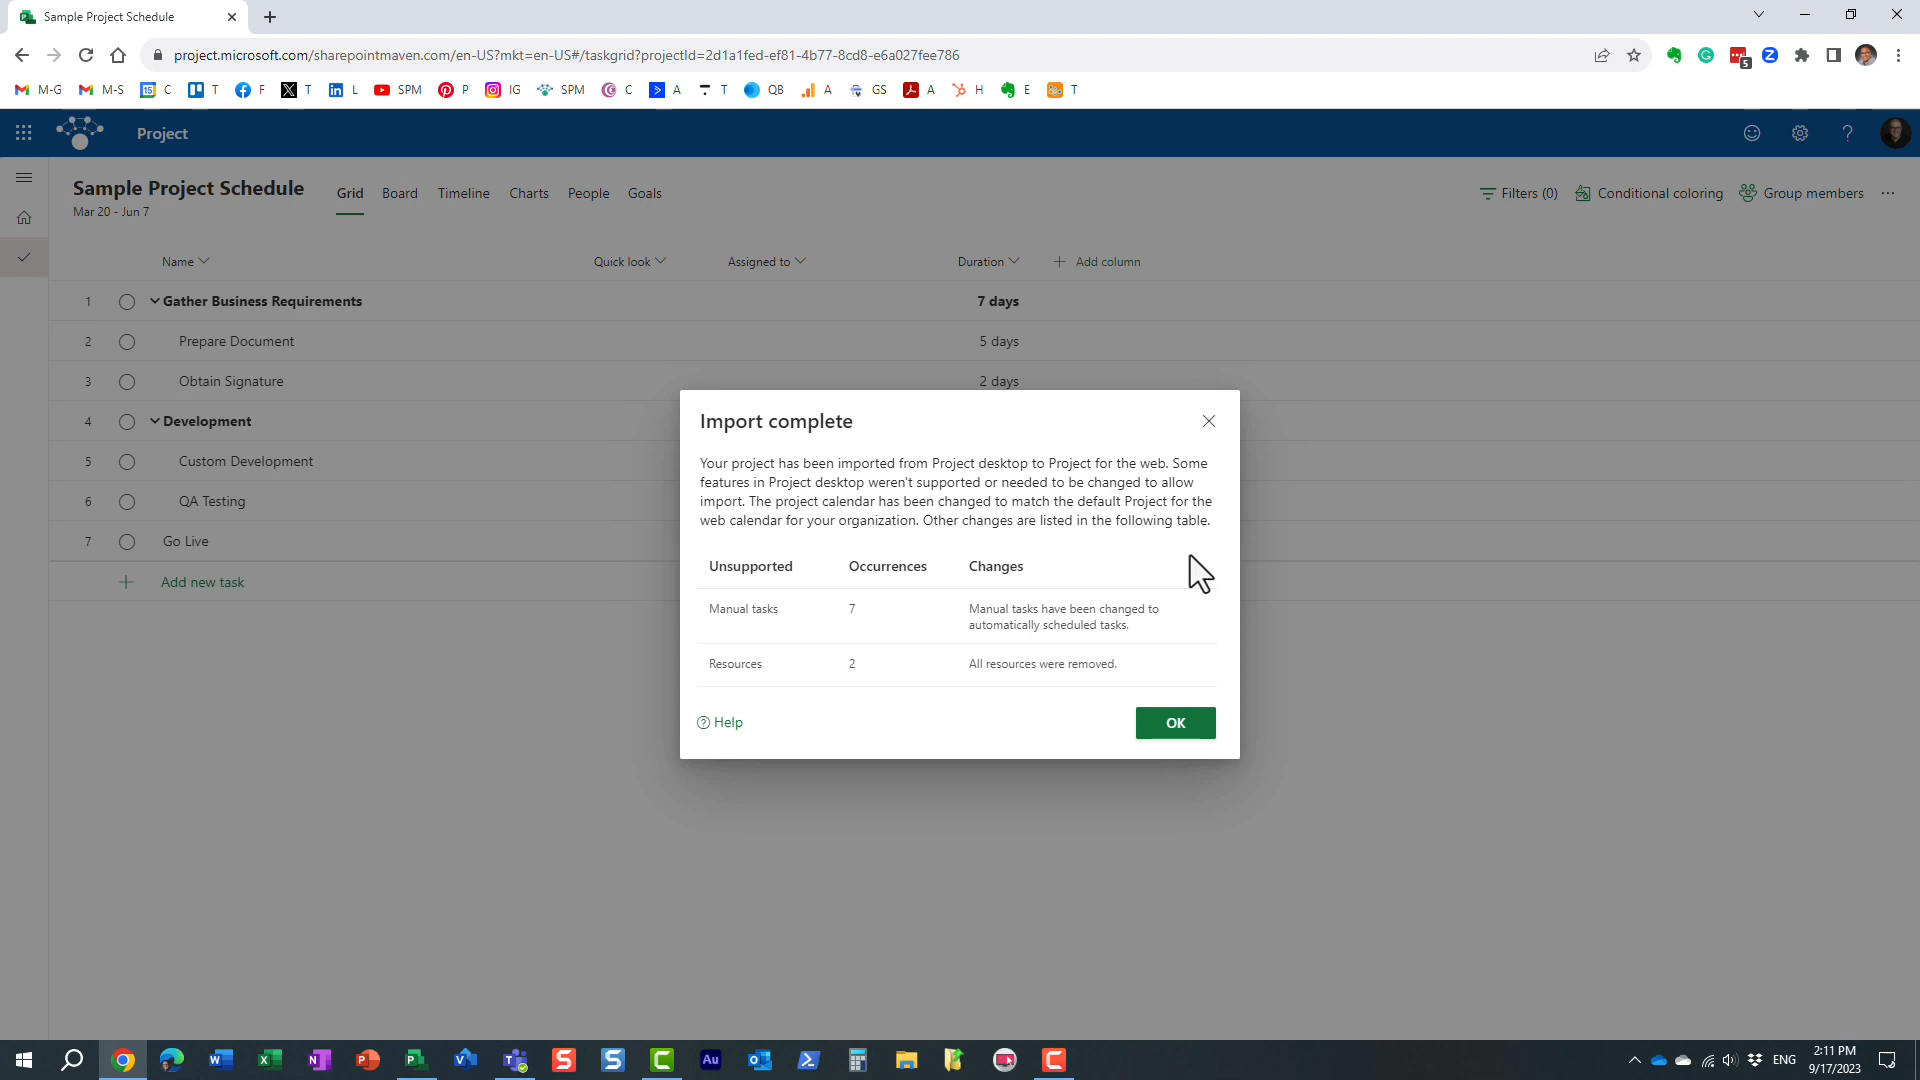 Sample Project Schedule
project.microsoft.com/sharepointmaven.com/en-US?mkt=en-US#/taskgrid?projectId=2d1a1fed-ef81-4b77-8cd8-e6a027fee786
5
M-G M-S 15 C T F T L SPM P IG SPM C A T QB A GS A H E T
Project
Sample Project Schedule
Mar 20 - Jun 7
Grid Board Timeline Charts People Goals
Filters (0) Conditional coloring Group members
Name Quick look Assigned to Duration Add column
1 Gather Business Requirements 7 days
2 Prepare Document 5 days
3 Obtain Signature 2 days
4 Development
5 Custom Development
6 QA Testing
7 Go Live
Add new task
Import complete
Your project has been imported from Project desktop to Project for the web. Some
features in Project desktop weren't supported or needed to be changed to allow
import. The project calendar has been changed to match the default Project for the
web calendar for your organization. Other changes are listed in the following table.
Unsupported Occurrences Changes
Manual tasks 7 Manual tasks have been changed to
automatically scheduled tasks.
Resources 2 All resources were removed.
Help
OK
ENG
2:11 PM
9/17/2023